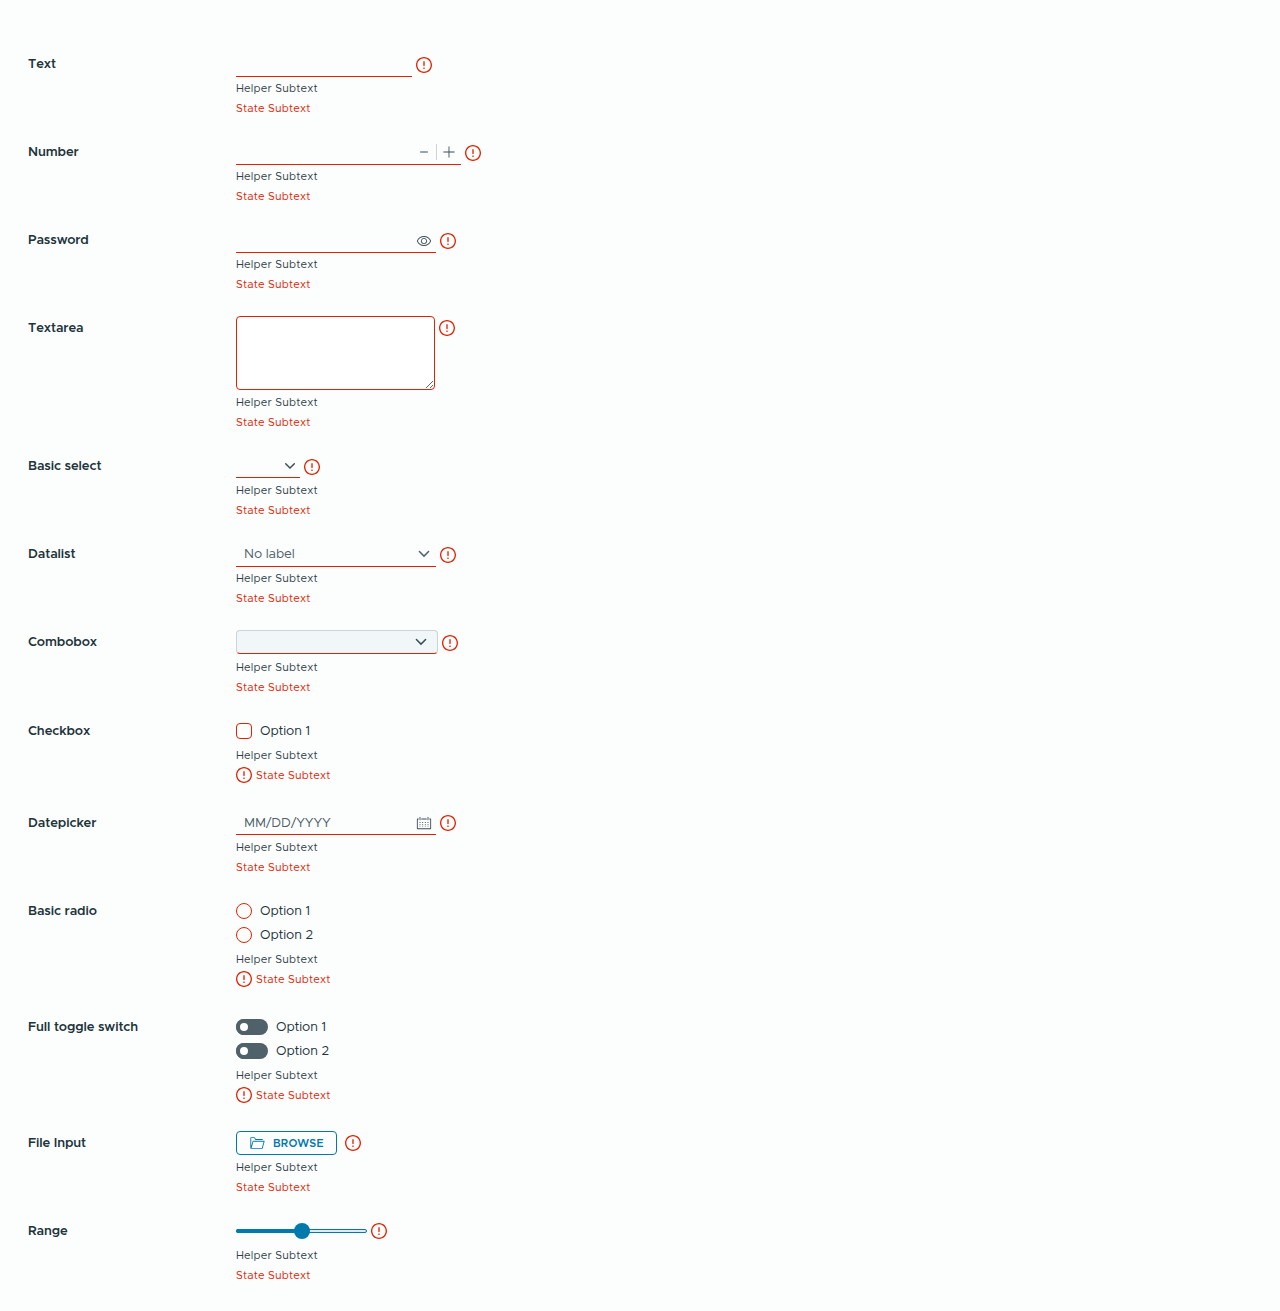 Text
Helper Subtext
State Subtext
Number
Helper Subtext
State Subtext
Password
Helper Subtext
State Subtext
Textarea
Helper Subtext
State Subtext
Basic select
Helper Subtext
State Subtext
Datalist
No label
Helper Subtext
State Subtext
Combobox
Helper Subtext
State Subtext
Checkbox
Option 1
Helper Subtext
State Subtext
Datepicker
MM/DD/YYYY
Helper Subtext
State Subtext
Basic radio
Option 1
Option 2
Helper Subtext
State Subtext
Full toggle switch
Option 1
Option 2
Helper Subtext
State Subtext
File Input
BROWSE
Helper Subtext
State Subtext
Range
Helper Subtext
State Subtext